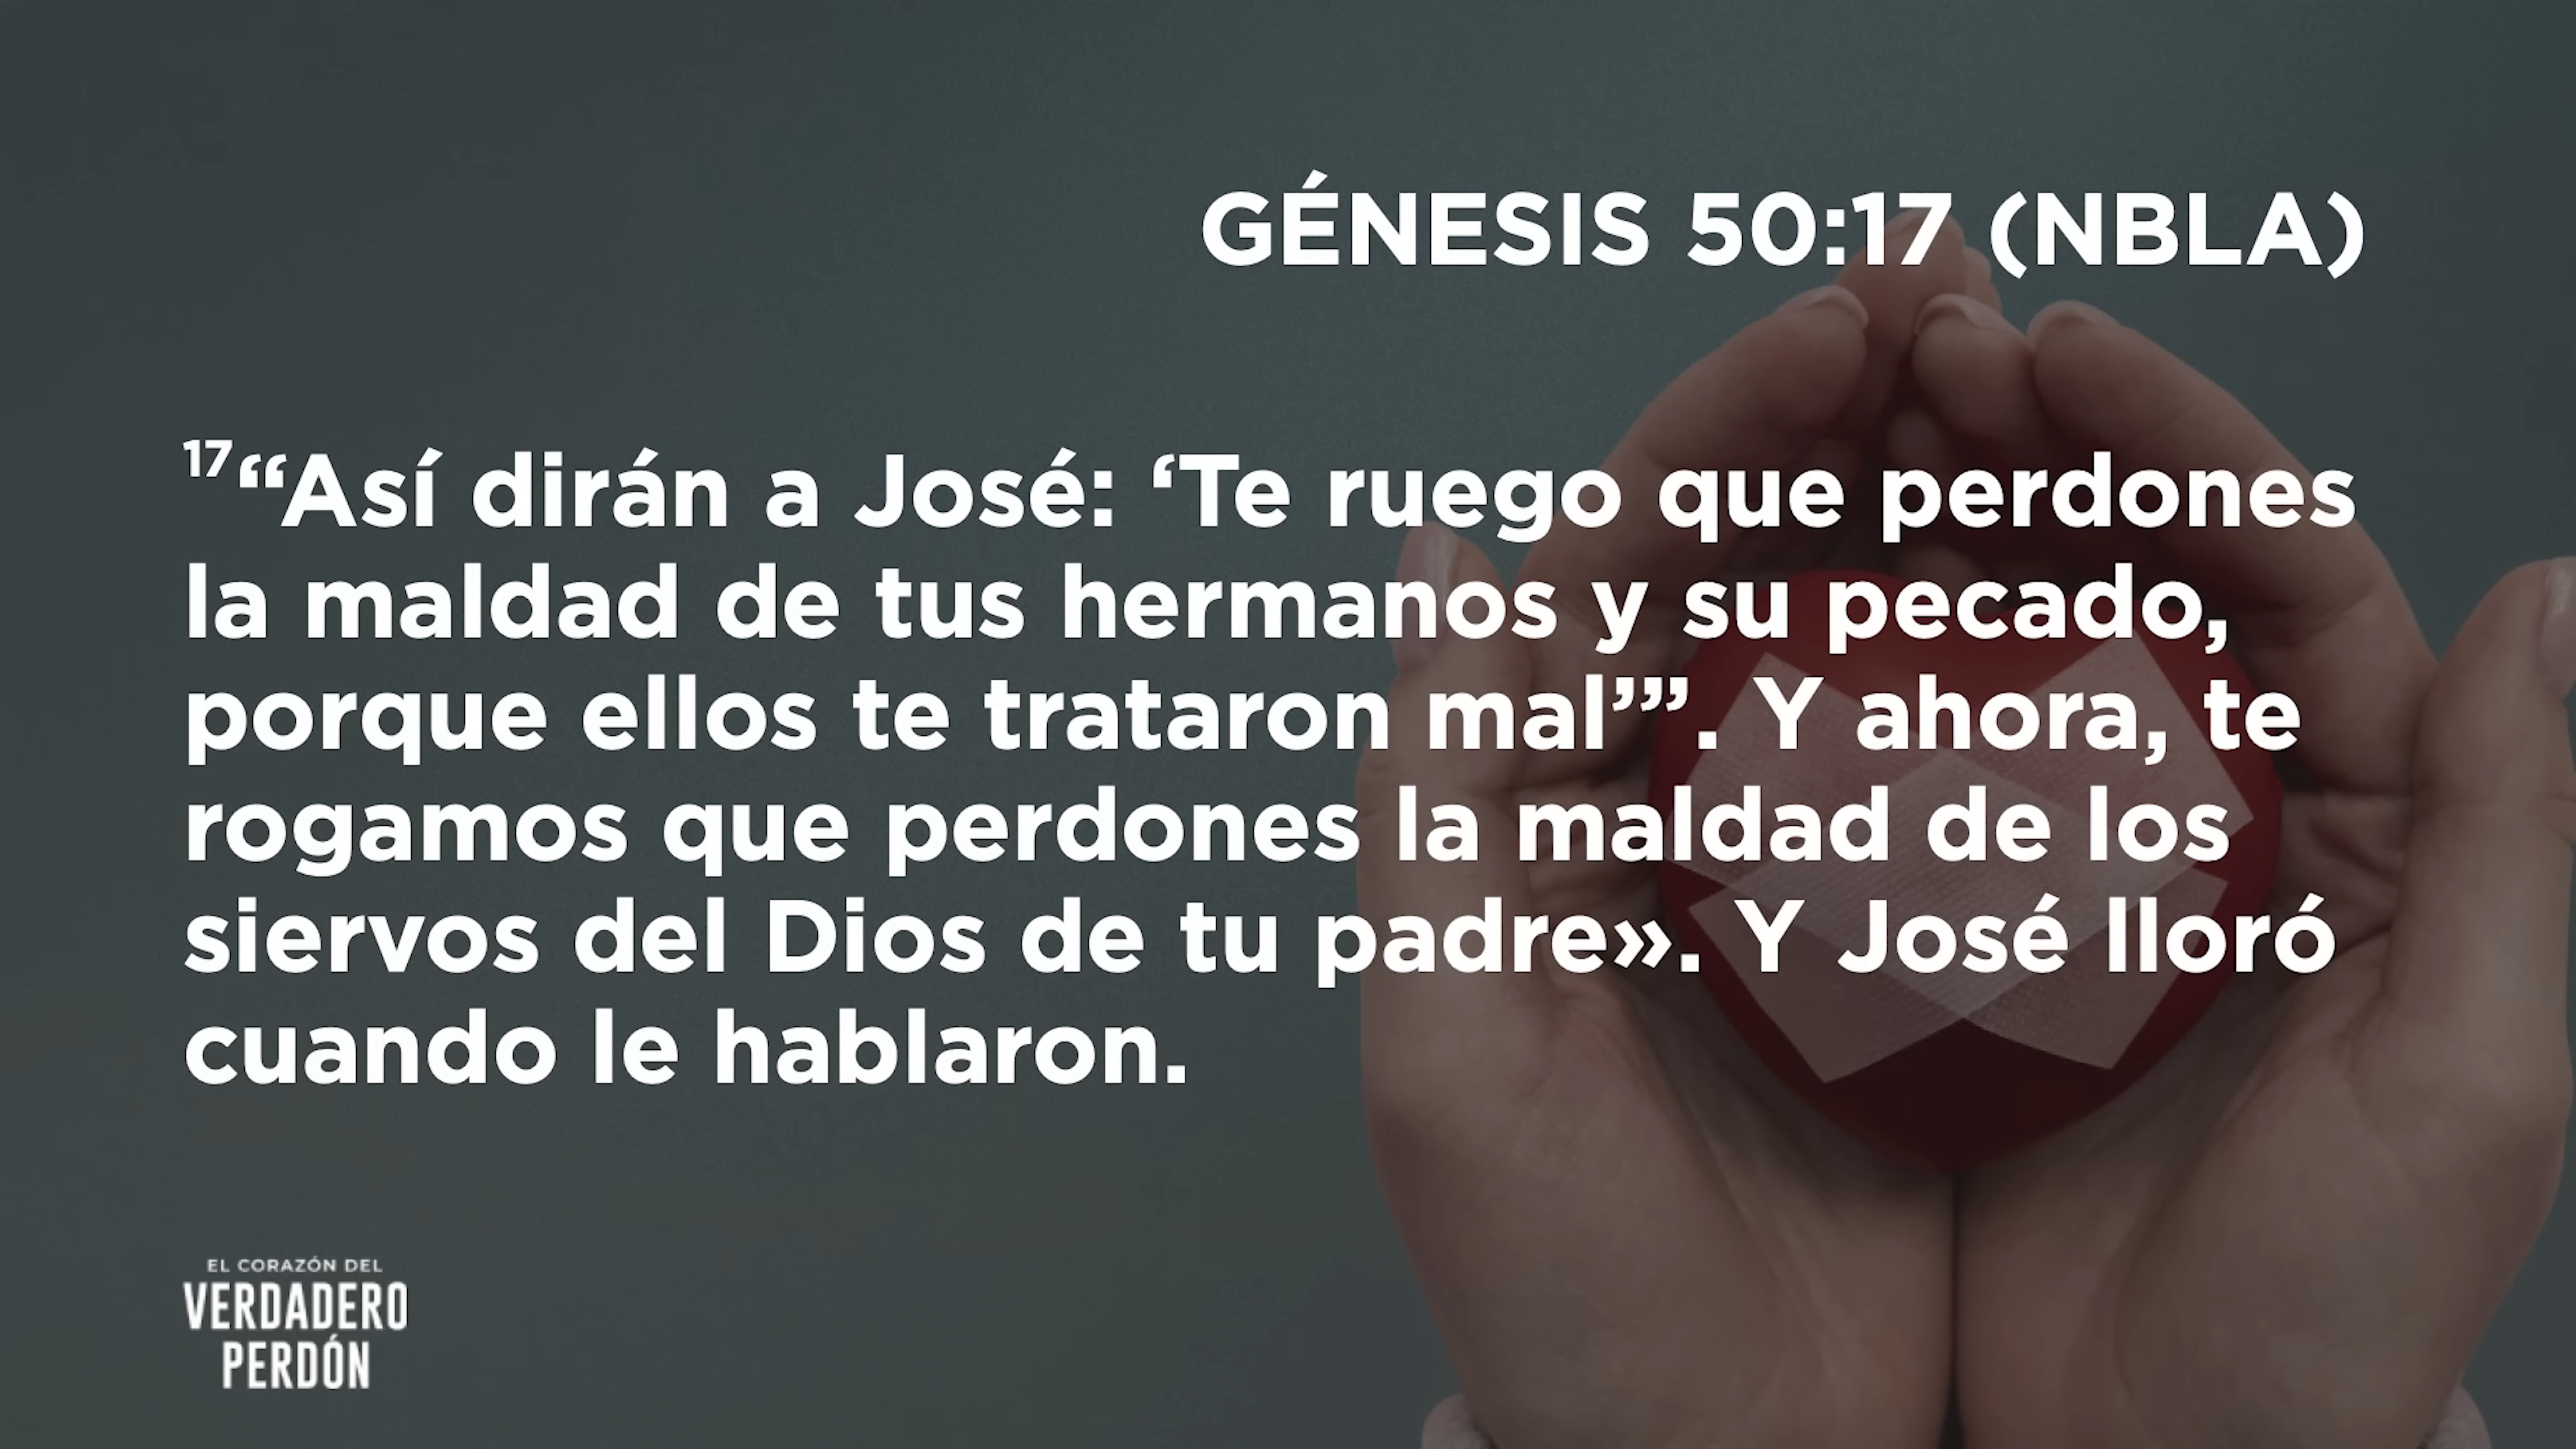 GÉNESIS 50:17 (NBLA)
17“Así dirán a José: ‘Te ruego que perdones
la maldad de tus hermanos y su pecado,
porque ellos te trataron mal’”. Y ahora, te
rogamos que perdones la maldad de los
siervos del Dios de tu padre». Y José lloró
cuando le hablaron.
EL CORAZÓN DEL
VERDADERO
PERDÓN